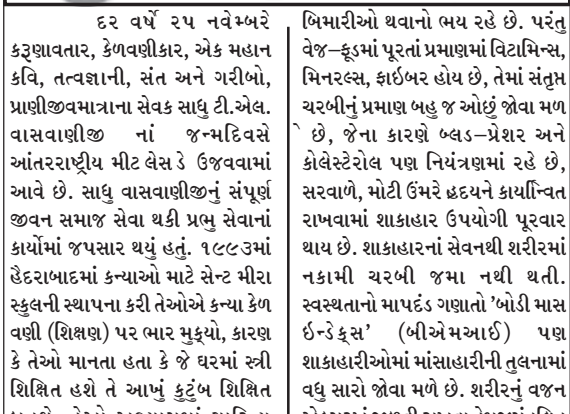 દર વર્ષે ૨૫ નવેમ્બરે
કરૂણાવતાર, કેળવણીકાર, એક મહાન
કવિ, તત્વજ્ઞાની, સંત અને ગરીબો,
પ્રાણીજીવમાત્રાના સેવક સાધુ ટી.એલ.
વાસવાણીજી નાં જન્મદિવસે
આંતરરાષ્ટ્રીય મીટ લેસ ડે ઉજવવામાં
આવે છે. સાધુ વાસવાણીજીનું સંપૂર્ણ
જીવન સમાજ સેવા થકી પ્રભુ સેવાનાં
કાર્યોમાં જપસાર થયું હતું. ૧૯૯૩માં
હૈદરાબાદમાં કન્યાઓ માટે સેન્ટ મીરા
સ્કુલની સ્થાપના કરી તેઓએ કન્યા કેળ
વણી (શિક્ષણ) પર ભાર મુક્યો, કારણ
કે તેઓ માનતા હતા કે જે ઘરમાં સ્ત્રી
શિક્ષિત હશે તે આખું કુટુંબ શિક્ષિત
બિમારીઓ થવાનો ભય રહે છે. પરંતુ
વેજ–ફૂડમાં પૂરતાં પ્રમાણમાં વિટામિન્સ,
મિનરલ્સ, ફાઇબર હોય છે, તેમાં સંતૃપ્ત
ચરબીનું પ્રમાણ બહુ જ ઓછું જોવા મળ
ે છે, જેના કારણે બ્લડ–પ્રેશર અને
કોલેસ્ટેરોલ પણ નિયંત્રણમાં રહે છે,
સરવાળે, મોટી ઉંમરે હૃદયને કાર્યાન્વિત
રાખવામાં શાકાહાર ઉપયોગી પૂરવાર
થાય છે. શાકાહારનાં સેવનથી શરીરમાં
નકામી ચરબી જમા નથી થતી.
સ્વસ્થતાનો માપદંડ ગણાતો 'બોડી માસ
ઇન્ડેક્સ' (બીએમઆઈ) પણ
શાકાહારીઓમાં માંસાહારીની તુલનામાં
વધુ સારો જોવા મળે છે. શરીરનું વજન